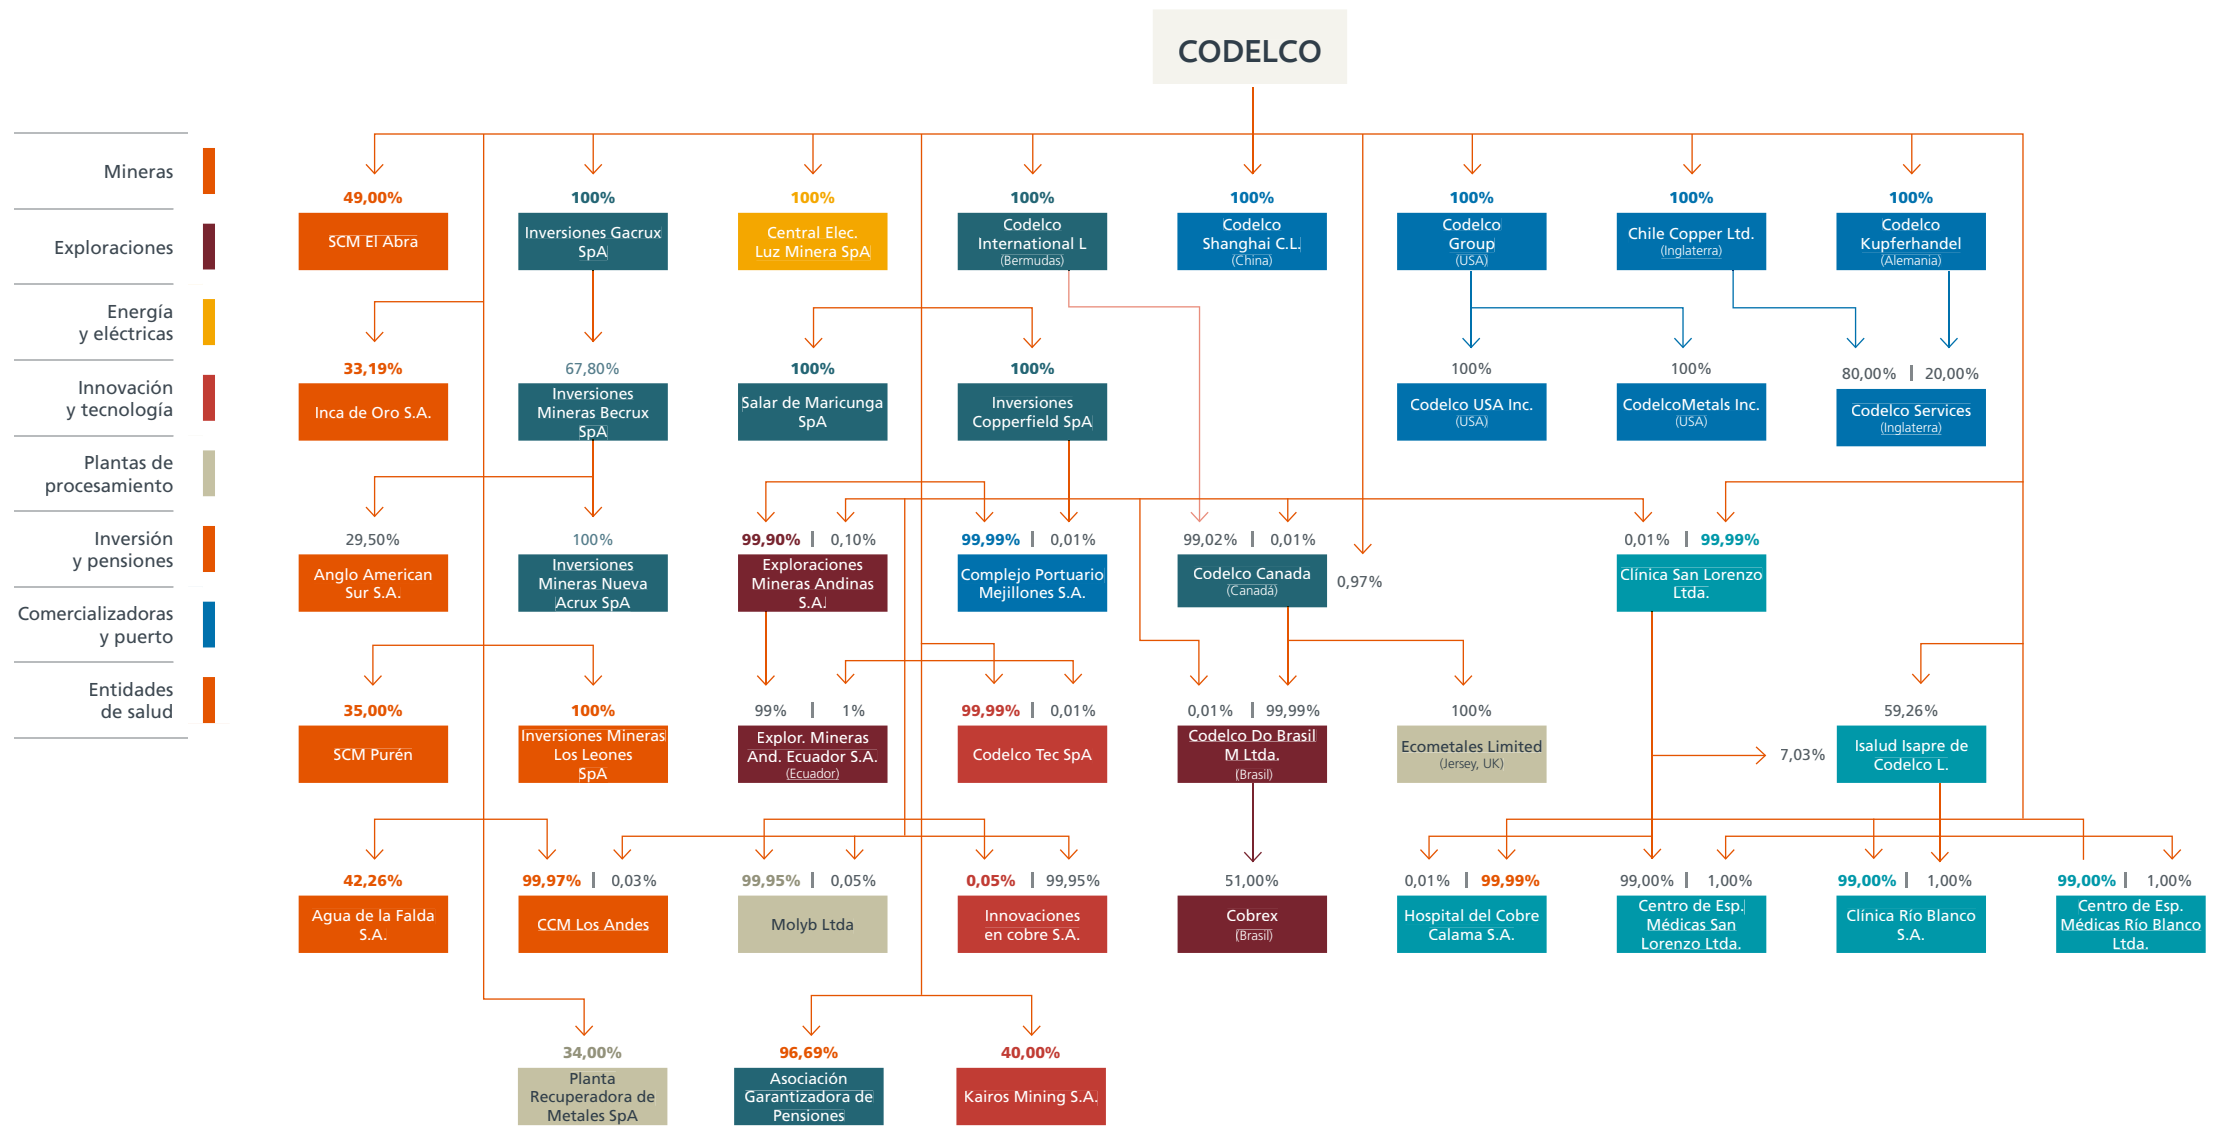 CODELCO
Mineras
Exploraciones
Energía
y eléctricas
Innovación
y tecnología
Plantas de
procesamiento
Inversión
y pensiones
Comercializadoras
y puerto
Entidades
de salud
49,00%
SCM El Abra
100%
Inversiones Gacrux
SpA
100%
Central Elec.
Luz Minera SpA
100%
Codelco
International L
(Bermudas)
100%
Codelco
Shanghai C.L.
(China)
100%
Codelco
Group
(USA)
100%
Chile Copper Ltd.
(Inglaterra)
100%
Codelco
Kupferhandel
(Alemania)
33,19%
Inca de Oro S.A.
67,80%
Inversiones
Mineras Becrux
SpA
100%
Salar de Maricunga
SpA
100%
Inversiones
Copperfield SpA
100%
Codelco USA Inc.
(USA)
100%
CodelcoMetals Inc.
(USA)
80,00% | 20,00%
Codelco Services
(Inglaterra)
29,50%
Anglo American
Sur S.A.
100%
Inversiones
Mineras Nueva
Acrux SpA
99,90% | 0,10%
Exploraciones
Mineras Andinas
S.A.
99,99% | 0,01%
Complejo Portuario
Mejillones S.A.
99,02% | 0,01%
Codelco Canada
(Canadá)
0,97%
0,01% | 99,99%
Clínica San Lorenzo
Ltda.
35,00%
SCM Purén
100%
Inversiones Mineras
Los Leones
SpA
99% | 1%
Explor. Mineras
And. Ecuador S.A.
(Ecuador)
99,99% | 0,01%
Codelco Tec SpA
0,01% | 99,99%
Codelco Do Brasil
M Ltda.
(Brasil)
100%
Ecometales Limited
(Jersey, UK)
7,03%
59,26%
Isalud Isapre de
Codelco L.
42,26%
Agua de la Falda
S.A.
99,97% | 0,03%
CCM Los Andes
99,95% | 0,05%
Molyb Ltda
0,05% | 99,95%
Innovaciones
en cobre S.A.
51,00%
Cobrex
(Brasil)
0,01% | 99,99%
Hospital del Cobre
Calama S.A.
99,00% | 1,00%
Centro de Esp.
Médicas San
Lorenzo Ltda.
99,00% | 1,00%
Clínica Río Blanco
S.A.
99,00% | 1,00%
Centro de Esp.
Médicas Río Blanco
Ltda.
34,00%
Planta
Recuperadora de
Metales SpA
96,69%
Asociación
Garantizadora de
Pensiones
40,00%
Kairos Mining S.A.